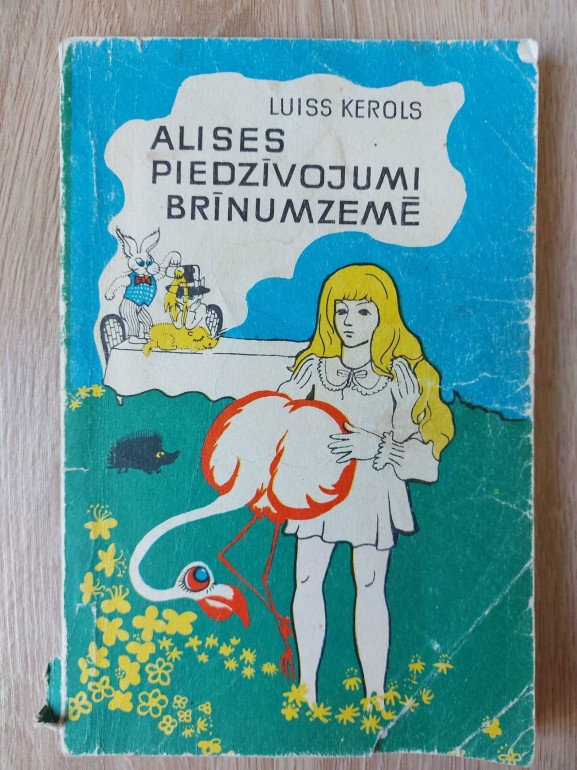 LUISS KEROLS
ALISES
PIEDZĪVOJUMI
BRĪNUMZEMĒ